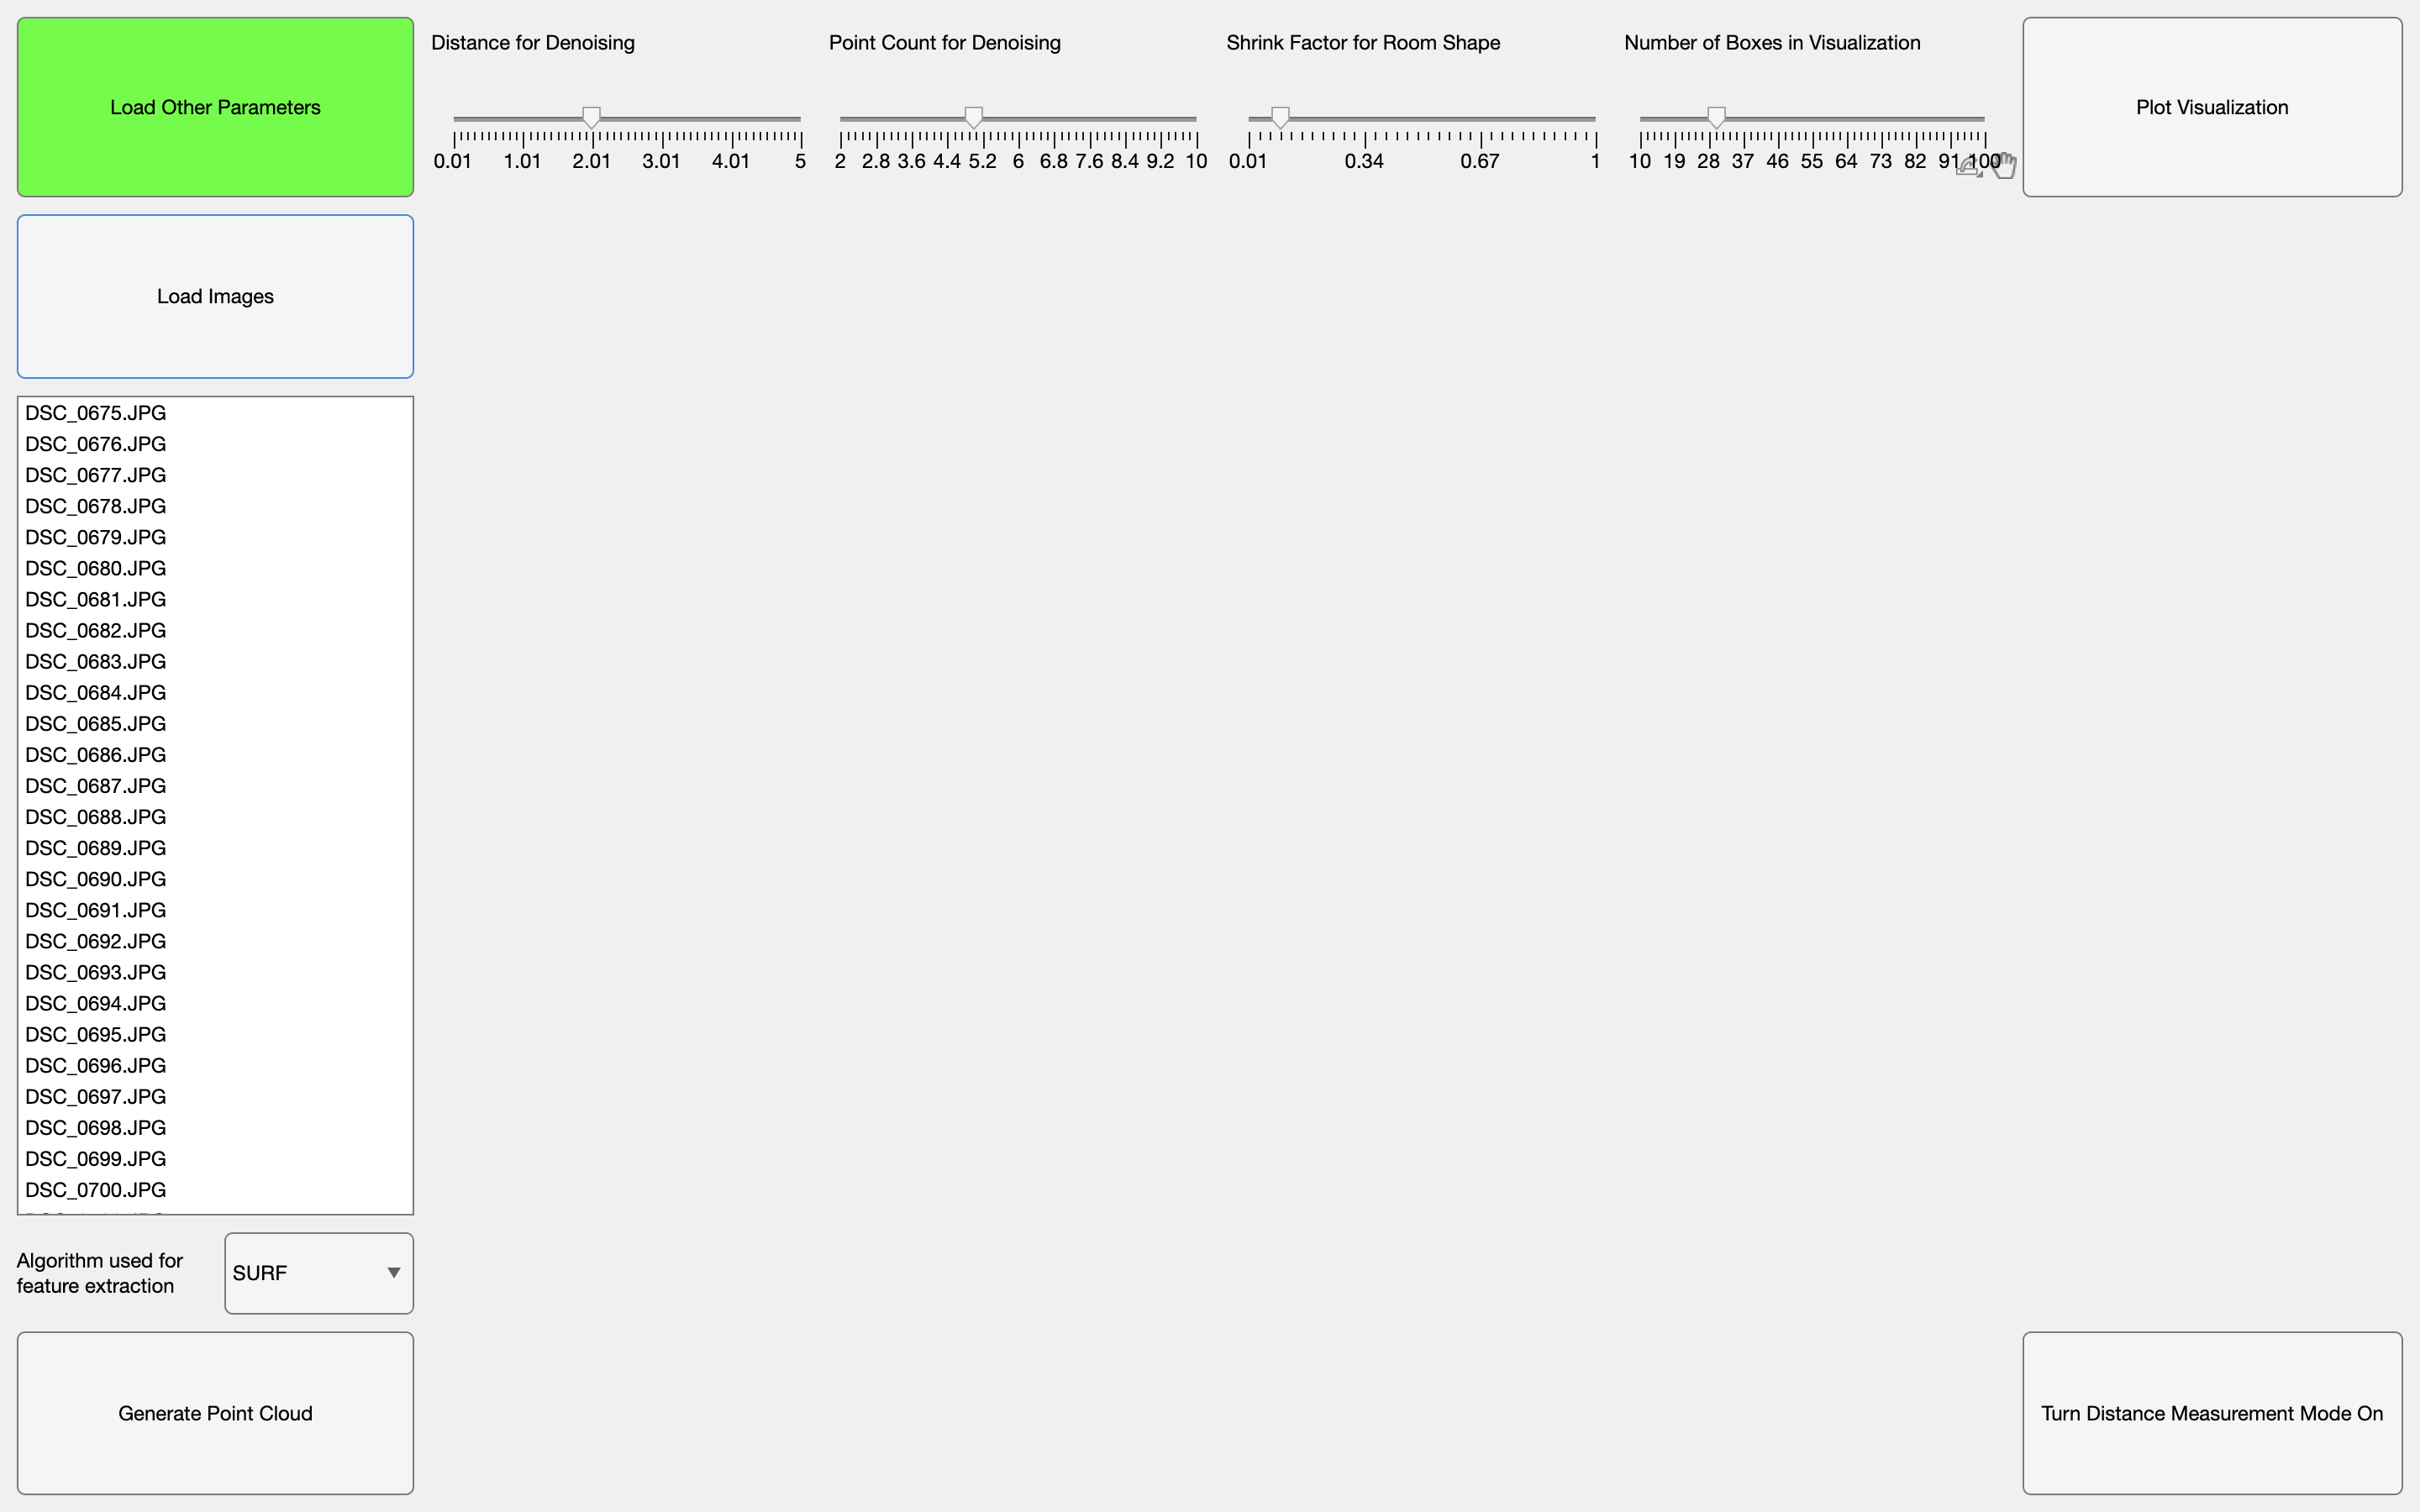 Load Other Parameters
Distance for Denoising
0.01 1.01 2.01 3.01 4.01 5
Point Count for Denoising
2 2.8 3.6 4.4 5.2 6 6.8 7.6 8.4 9.2 10
Shrink Factor for Room Shape
0.01 0.34 0.67 1
Number of Boxes in Visualization
10 19 28 37 46 55 64 73 82 91 100
Plot Visualization
Load Images
DSC_0675.JPG
DSC_0676.JPG
DSC_0677.JPG
DSC_0678.JPG
DSC_0679.JPG
DSC_0680.JPG
DSC_0681.JPG
DSC_0682.JPG
DSC_0683.JPG
DSC_0684.JPG
DSC_0685.JPG
DSC_0686.JPG
DSC_0687.JPG
DSC_0688.JPG
DSC_0689.JPG
DSC_0690.JPG
DSC_0691.JPG
DSC_0692.JPG
DSC_0693.JPG
DSC_0694.JPG
DSC_0695.JPG
DSC_0696.JPG
DSC_0697.JPG
DSC_0698.JPG
DSC_0699.JPG
DSC_0700.JPG
Algorithm used for
feature extraction
SURF
Generate Point Cloud
Turn Distance Measurement Mode On